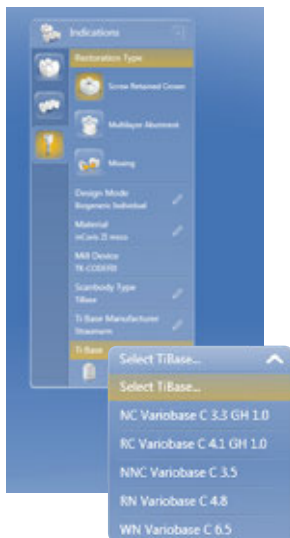 Indications
Restoration Type
Screw Retained Crown
Multilayer Abutment
Missing
Design Mode
Biogeneric Individual
Material
inCoris ZI meso
Mill Device
Scanbody Type
TiBase
Ti Base Manufacturer
Straumann
Ti Base
Select TiBase...
Select TiBase...
NC Variobase C 3.3 GH 1.0
RC Variobase C 4.1 GH 1.0
NNC Variobase C 3.5
RN Variobase C 4.8
WN Variobase C 6.5